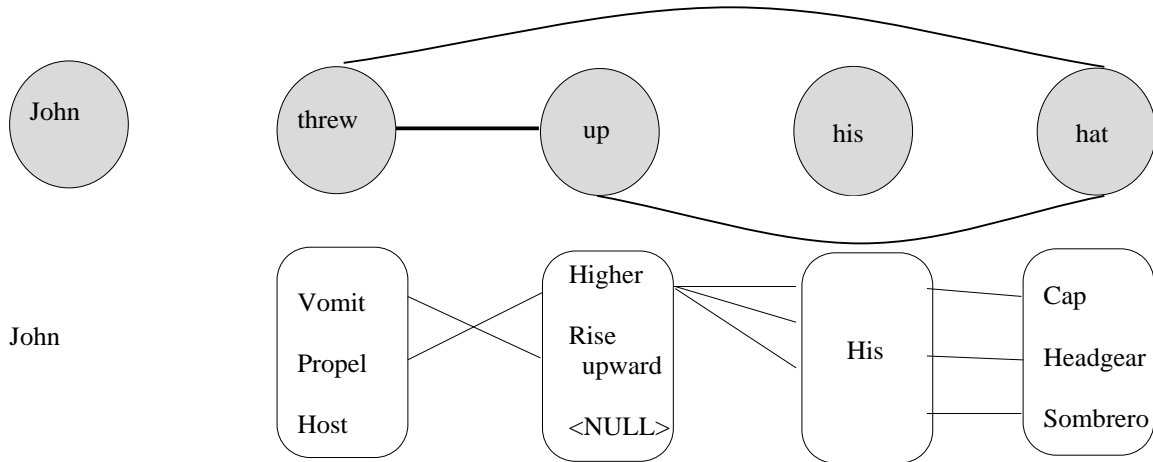 John
threw
up
his
hat
John
Vomit
Propel
Host
Higher
Rise
upward
<NULL>
His
Cap
Headgear
Sombrero